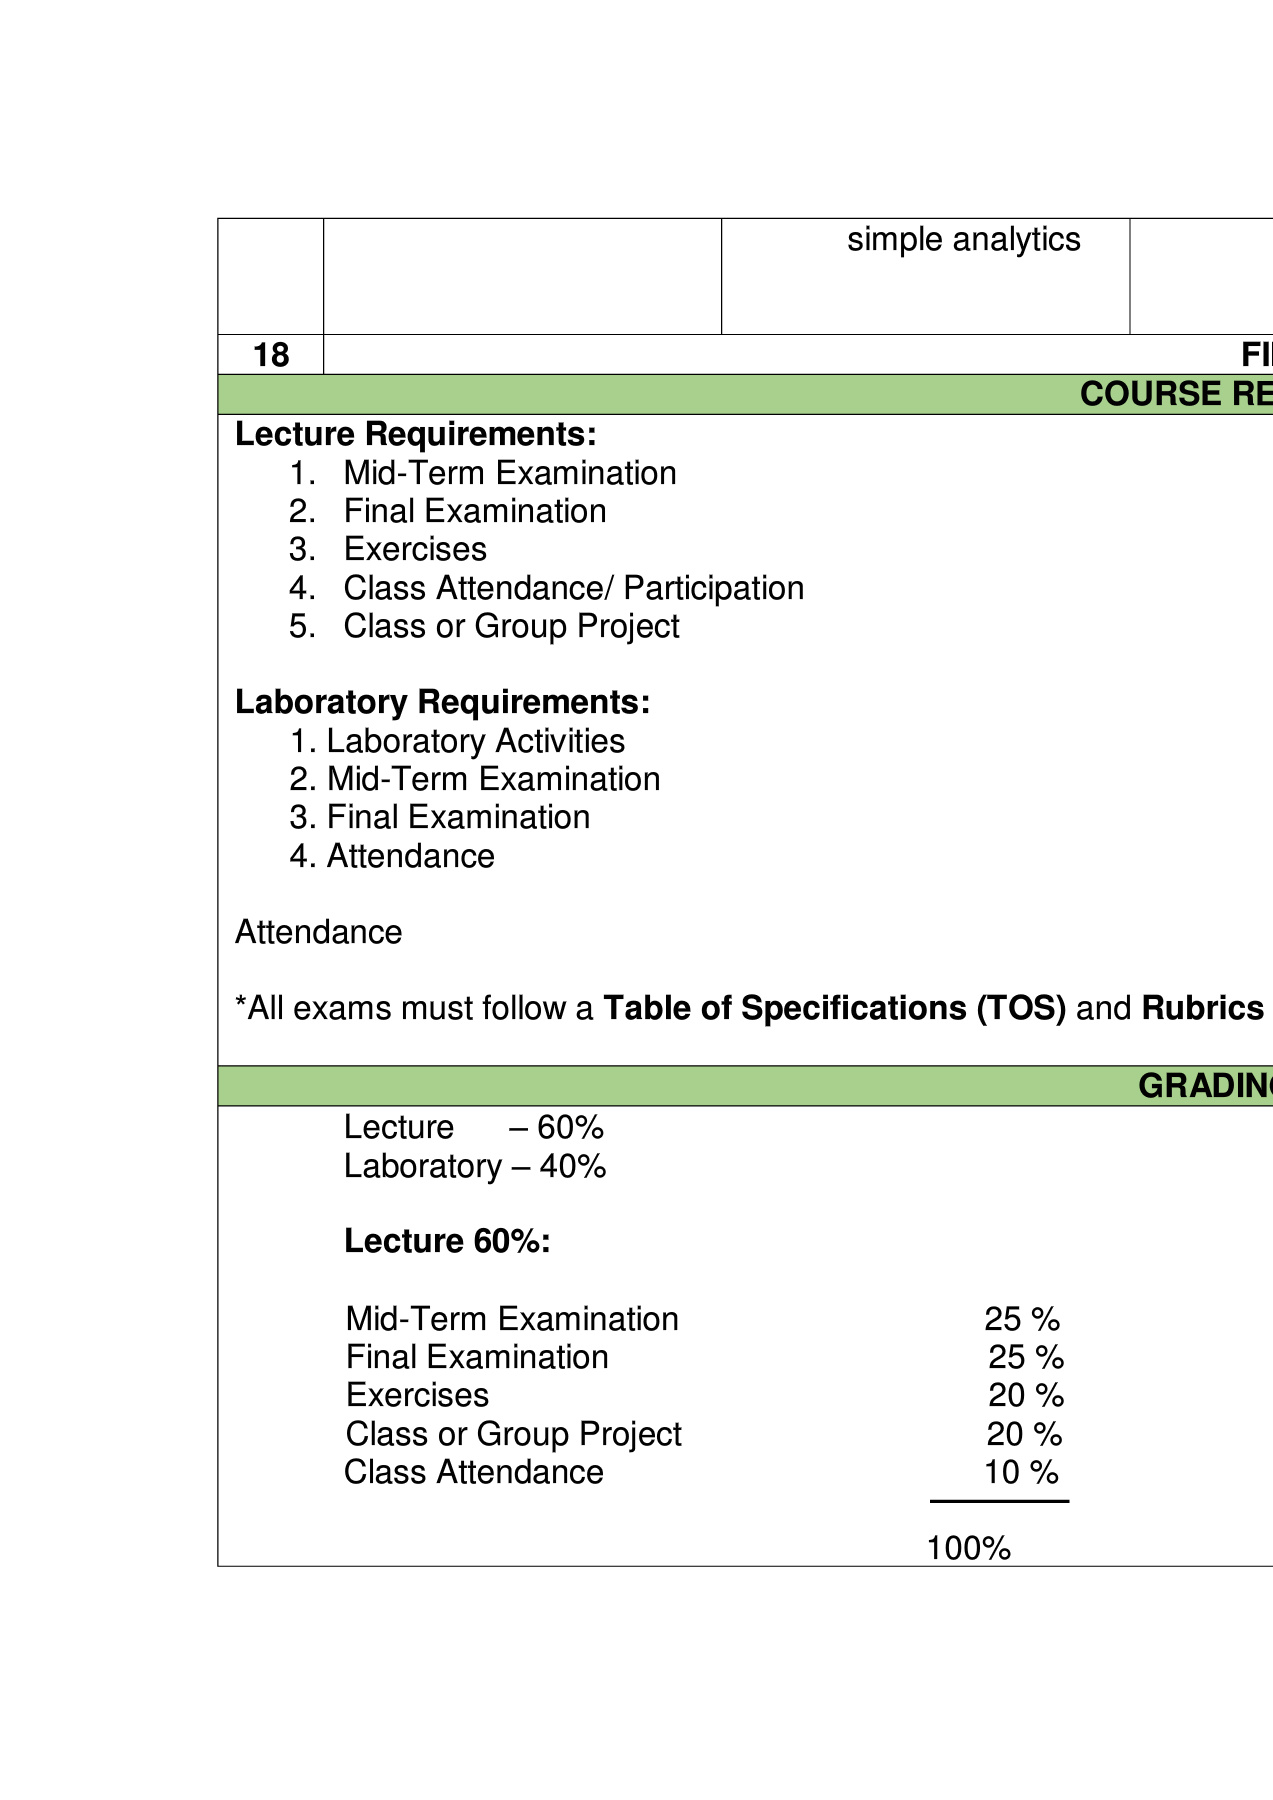 simple analytics
18
COURSE
Lecture Requirements:
1. Mid-Term Examination
2. Final Examination
3. Exercises
4. Class Attendance/ Participation
5. Class or Group Project
Laboratory Requirements:
1. Laboratory Activities
2. Mid-Term Examination
3. Final Examination
4. Attendance
Attendance
*All exams must follow a Table of Specifications (TOS) and Rubrics
Lecture – 60%
Laboratory – 40%
Lecture 60%:
Mid-Term Examination 25 %
Final Examination 25 %
Exercises 20 %
Class or Group Project 20 %
Class Attendance 10 %
100%